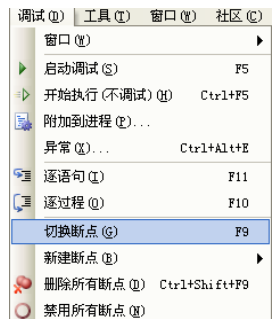 调试(D) 工具(T) 窗口(W) 社区(C)
窗口(W)
启动调试(S) F5
开始执行(不调试)(H) Ctrl+F5
附加到进程(P)...
异常(X)... Ctrl+Alt+E
逐语句(I) F11
逐过程(O) F10
切换断点(G) F9
新建断点(B)
删除所有断点(D) Ctrl+Shift+F9
禁用所有断点(N)